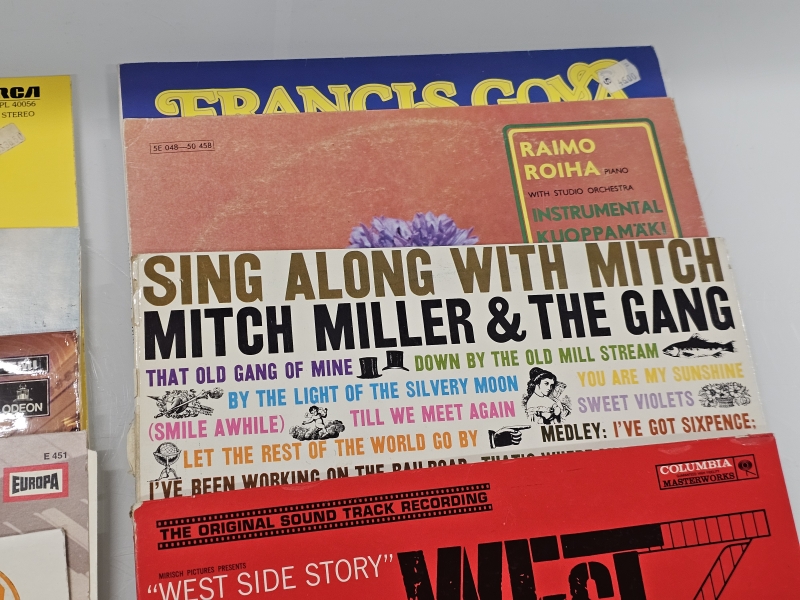 RCA
PL 40056
STEREO
ODEON
E 451
EUROPA
FRANCIS GOYA
5E 048—50 458
RAIMO
ROIHA PIANO
WITH STUDIO ORCHESTRA
INSTRUMENTAL
KUOPPAMÄKI
SING ALONG WITH MITCH
MITCH MILLER & THE GANG
THAT OLD GANG OF MINE DOWN BY THE OLD MILL STREAM
BY THE LIGHT OF THE SILVERY MOON YOU ARE MY SUNSHINE
(SMILE AWHILE) TILL WE MEET AGAIN SWEET VIOLETS
LET THE REST OF THE WORLD GO BY MEDLEY: I'VE GOT SIXPENCE:
I'VE BEEN WORKING ON THE RAILROAD: THAT'S WHERE
COLUMBIA
MASTERWORKS
THE ORIGINAL SOUND TRACK RECORDING
MIRISCH PICTURES PRESENTS
"WEST SIDE STORY"
WEST